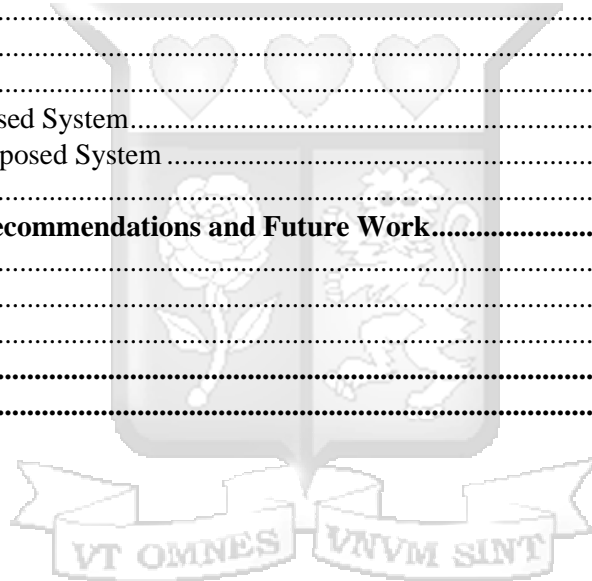 ................................................................................
................................................................................
................................................................................
sed System................................................................
posed System ...........................................................
................................................................................
ecommendations and Future Work......................
................................................................................
................................................................................
................................................................................
................................................................................
................................................................................
VT OMNES VNVM SINT